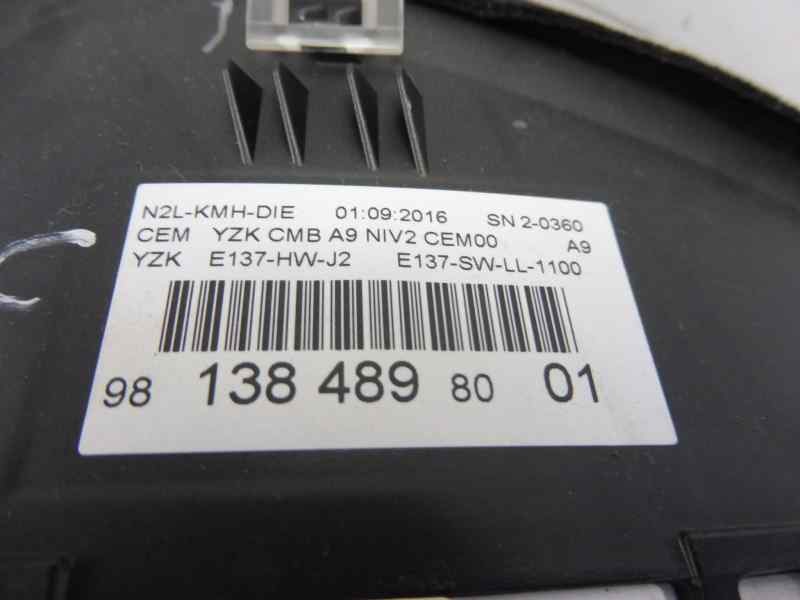 N2L-KMH-DIE 01:09:2016 SN 2-0360
CEM YZK CMB A9 NIV2 CEM00 A9
YZK E137-HW-J2 E137-SW-LL-1100
98 138 489 80 01